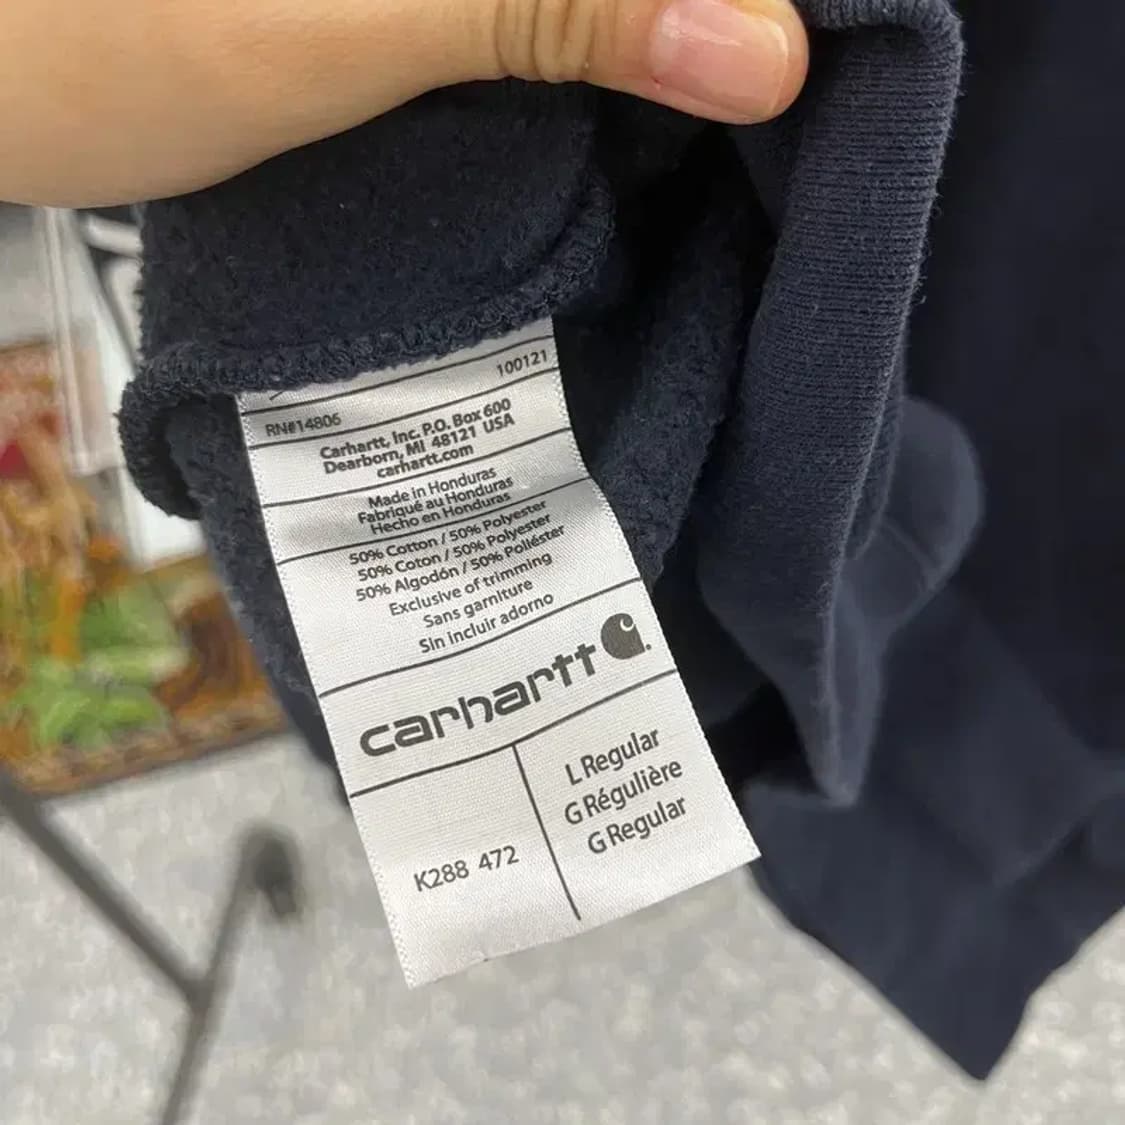 100121
RN#14806
Carhartt, Inc. P.O. Box 600
Dearborn, MI 48121 USA
carhartt.com
Made in Honduras
Fabriqué au Honduras
Hecho en Honduras
50% Cotton / 50% Polyester
50% Coton / 50% Polyester
50% Algodón / 50% Poliéster
Exclusive of trimming
Sans garniture
Sin incluir adorno
carhartt
L Regular
G Régulière
G Regular
K288 472